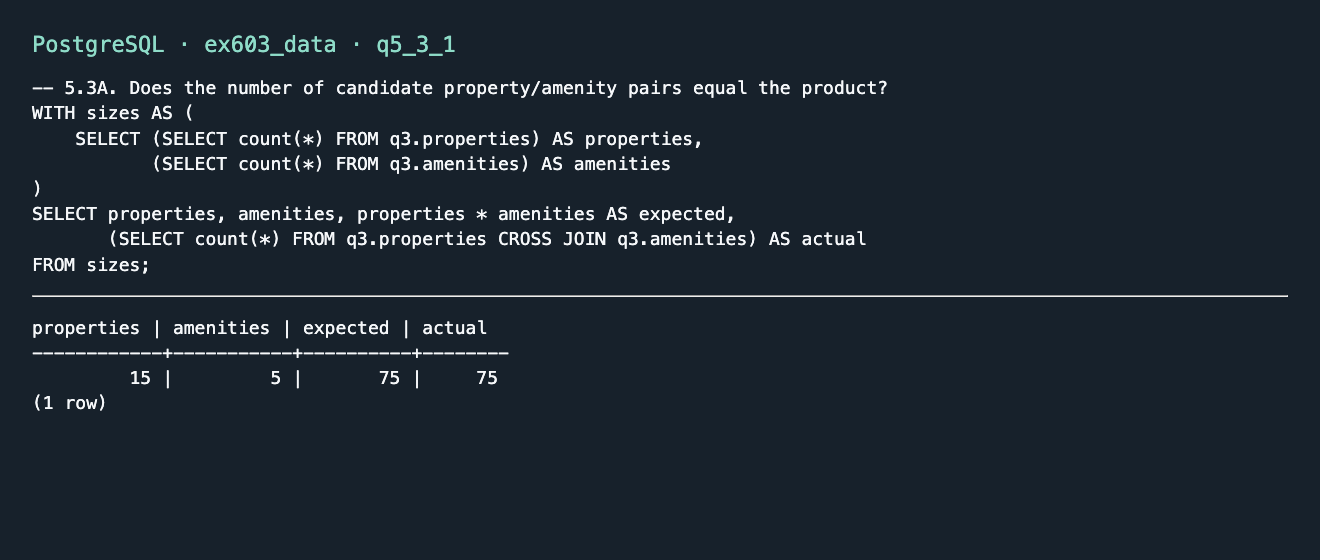 PostgreSQL · ex603_data · q5_3_1
-- 5.3A. Does the number of candidate property/amenity pairs equal the product?
WITH sizes AS (
    SELECT (SELECT count(*) FROM q3.properties) AS properties,
           (SELECT count(*) FROM q3.amenities) AS amenities
)
SELECT properties, amenities, properties * amenities AS expected,
       (SELECT count(*) FROM q3.properties CROSS JOIN q3.amenities) AS actual
FROM sizes;
properties | amenities | expected | actual
------------+-----------+----------+--------
         15 |         5 |       75 |     75
(1 row)